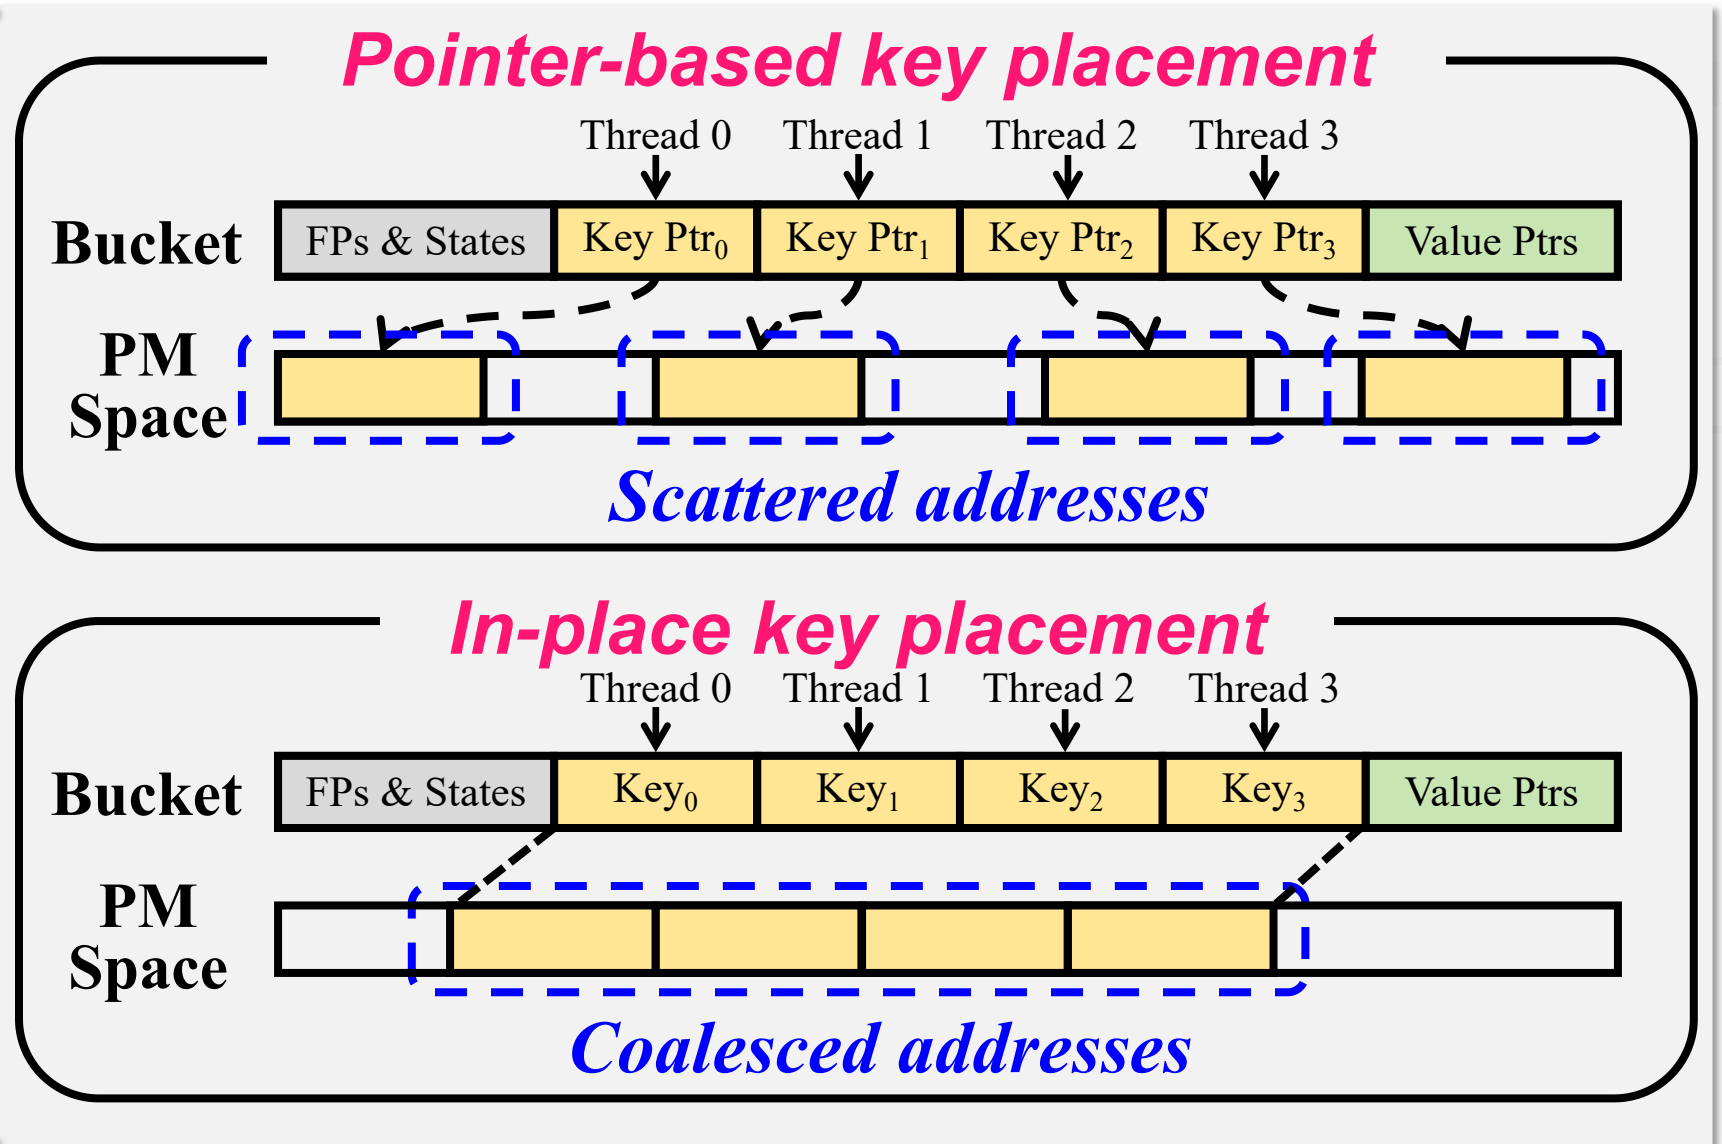 Pointer-based key placement
Thread 0 Thread 1 Thread 2 Thread 3
Bucket FPs & States Key Ptr₀ Key Ptr₁ Key Ptr₂ Key Ptr₃ Value Ptrs
PM
Space
Scattered addresses
In-place key placement
Thread 0 Thread 1 Thread 2 Thread 3
Bucket FPs & States Key₀ Key₁ Key₂ Key₃ Value Ptrs
PM
Space
Coalesced addresses